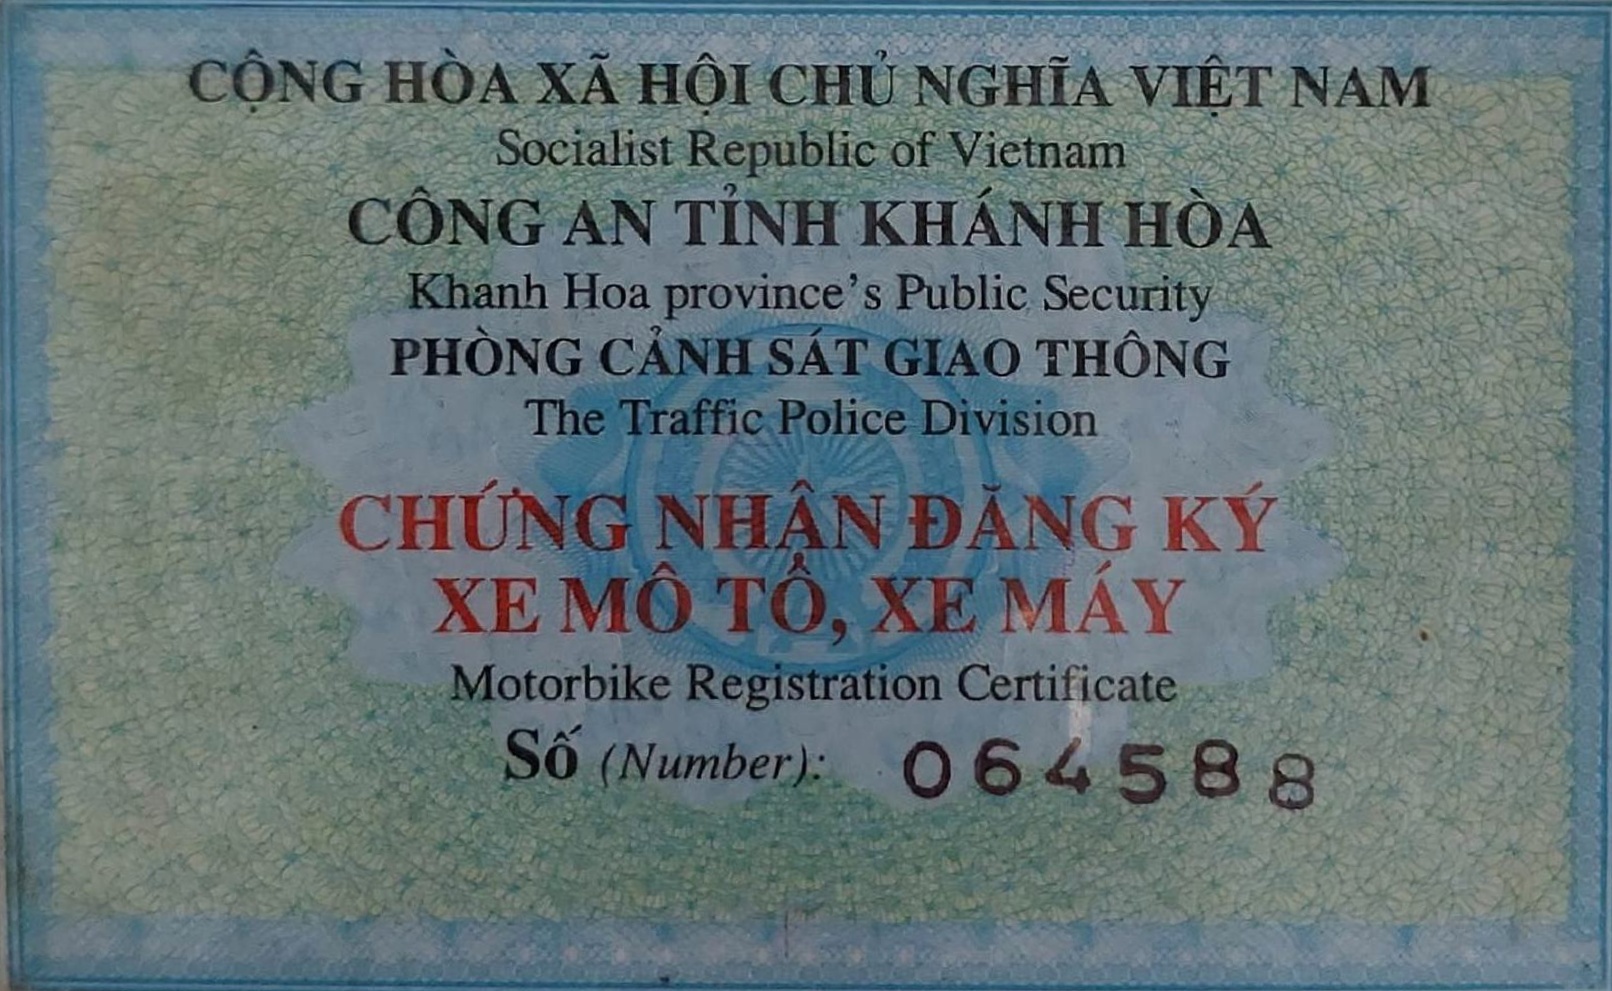 CỘNG HÒA XÃ HỘI CHỦ NGHĨA VIỆT NAM
Socialist Republic of Vietnam
CÔNG AN TỈNH KHÁNH HÒA
Khanh Hoa province's Public Security
PHÒNG CẢNH SÁT GIAO THÔNG
The Traffic Police Division
CHỨNG NHẬN ĐĂNG KÝ
XE MÔ TÔ, XE MÁY
Motorbike Registration Certificate
Số (Number): 064588